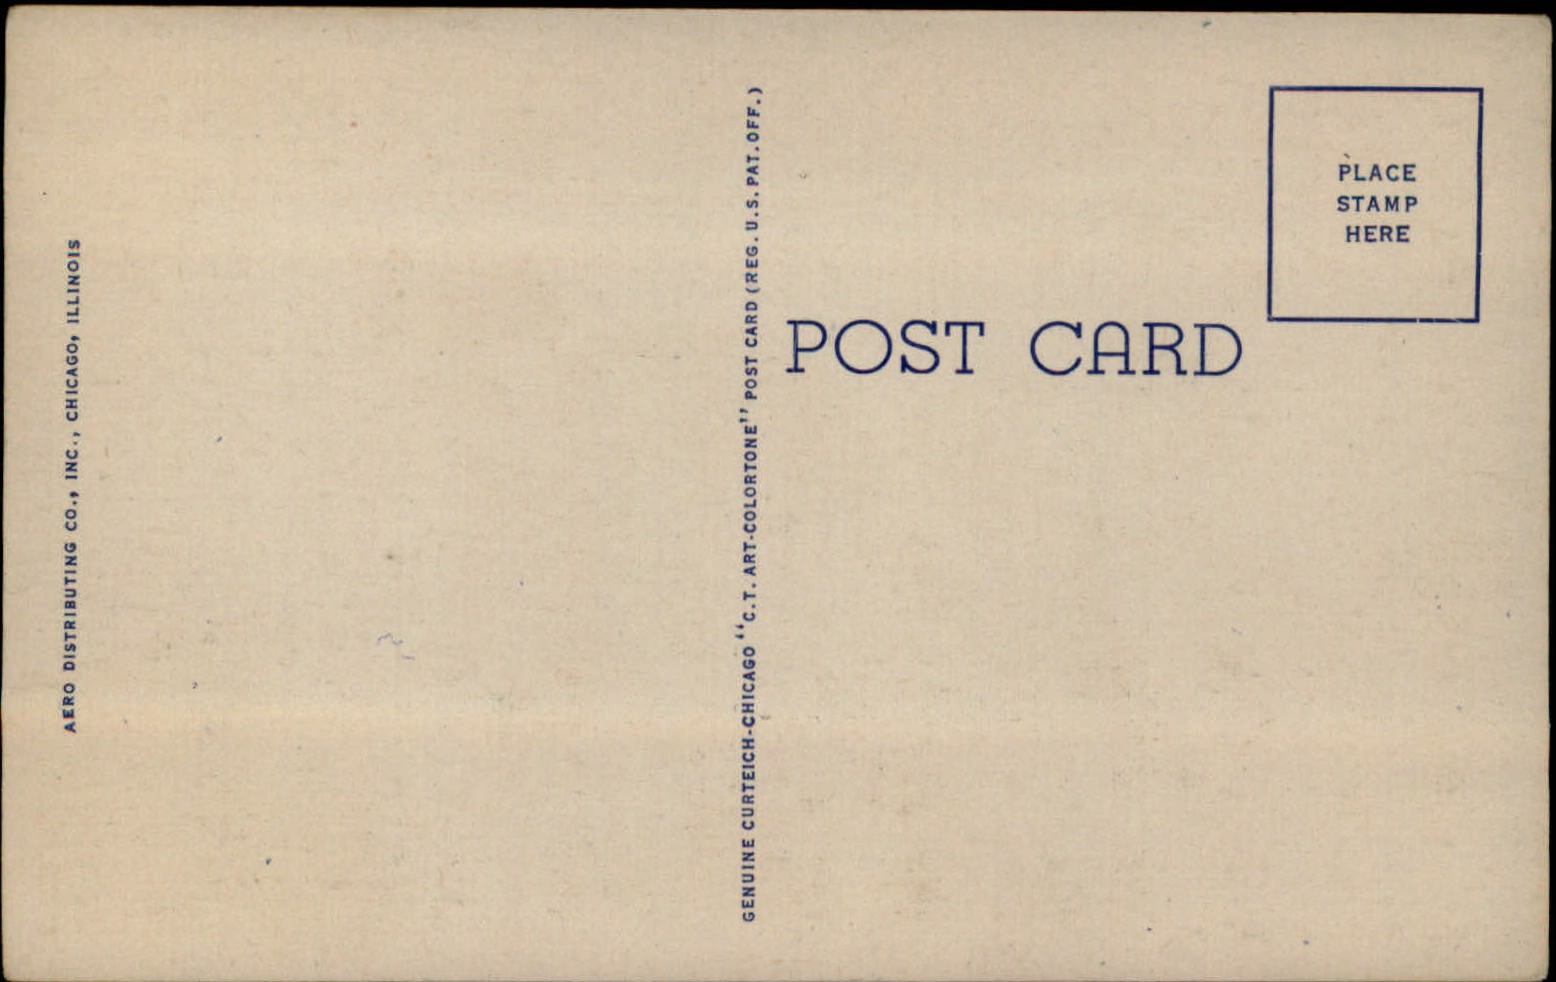 AERO DISTRIBUTING CO., INC., CHICAGO, ILLINOIS
GENUINE CURTEICH-CHICAGO "C.T. ART-COLORTONE" POST CARD (REG. U.S. PAT. OFF.)
POST CARD
PLACE
STAMP
HERE